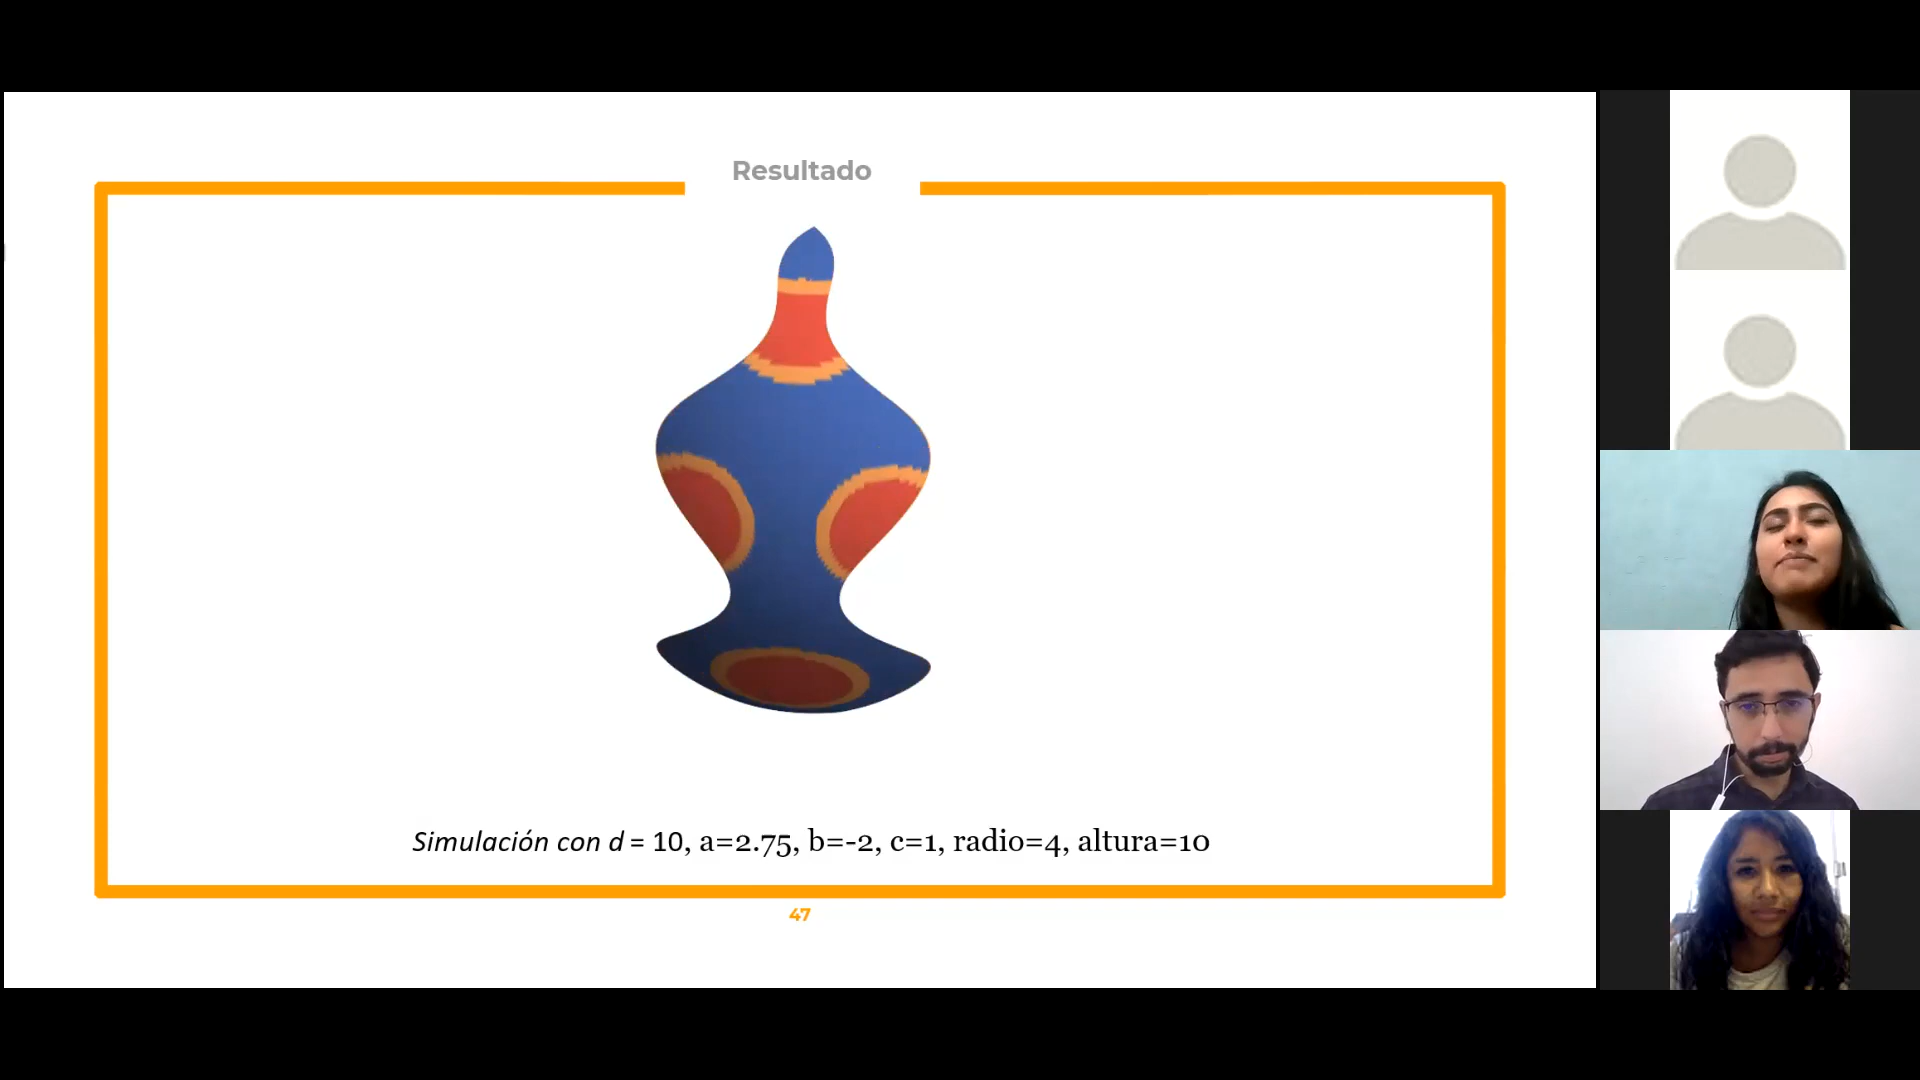 Resultado
Simulación con d = 10, a=2.75, b=-2, c=1, radio=4, altura=10
47